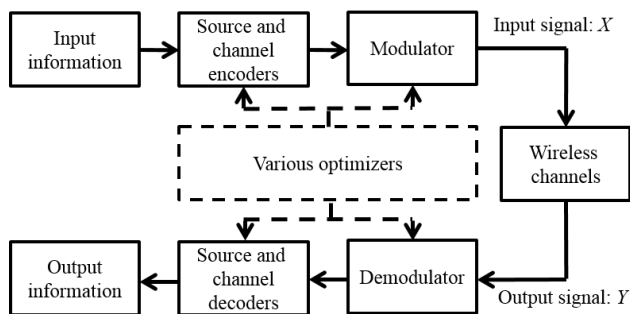 Input
information
Source and
channel
encoders
Modulator
Input signal: X
Various optimizers
Wireless
channels
Output
information
Source and
channel
decoders
Demodulator
Output signal: Y